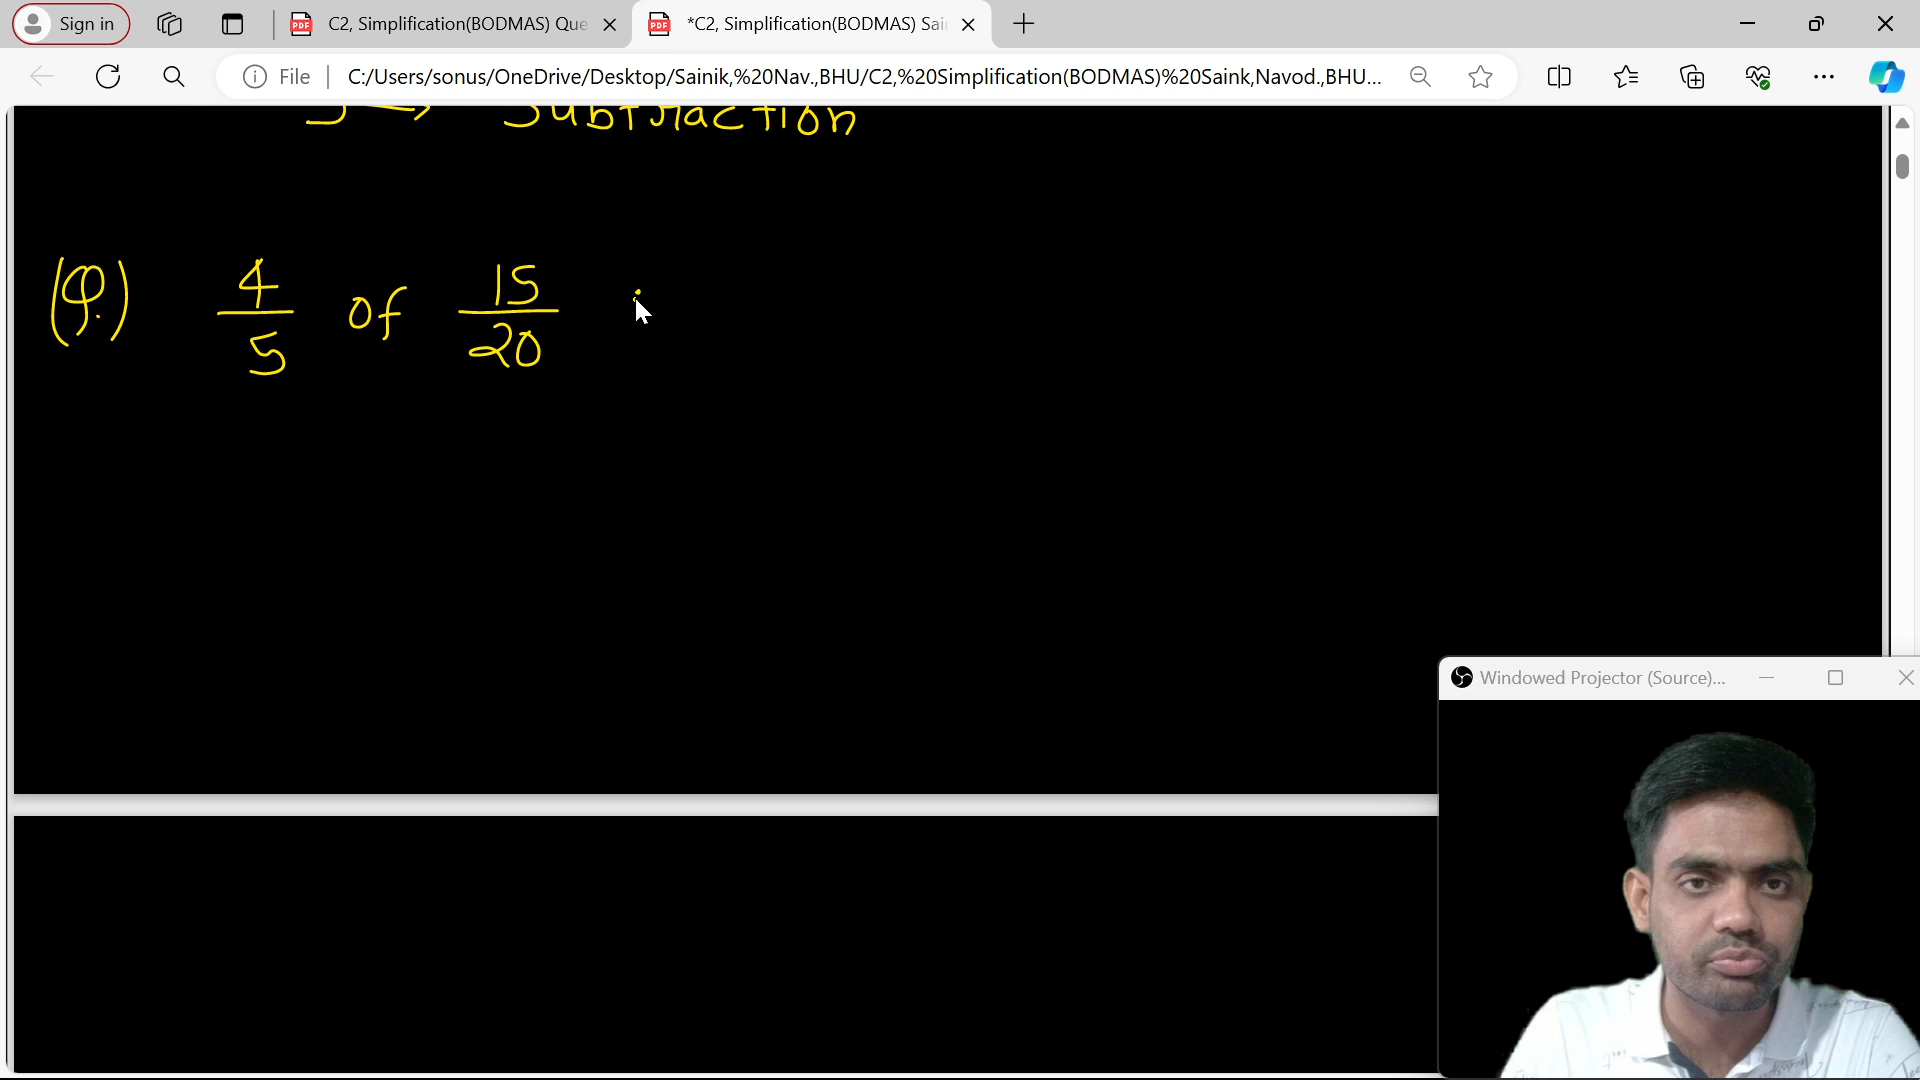 Sign in
C2, Simplification(BODMAS) Que
*C2, Simplification(BODMAS) Sai
File
C:/Users/sonus/OneDrive/Desktop/Sainik,%20Nav.,BHU/C2,%20Simplification(BODMAS)%20Saink,Navod.,BHU...
S → Subtraction
(Q.) 4/5 of 15/20
Windowed Projector (Source)...